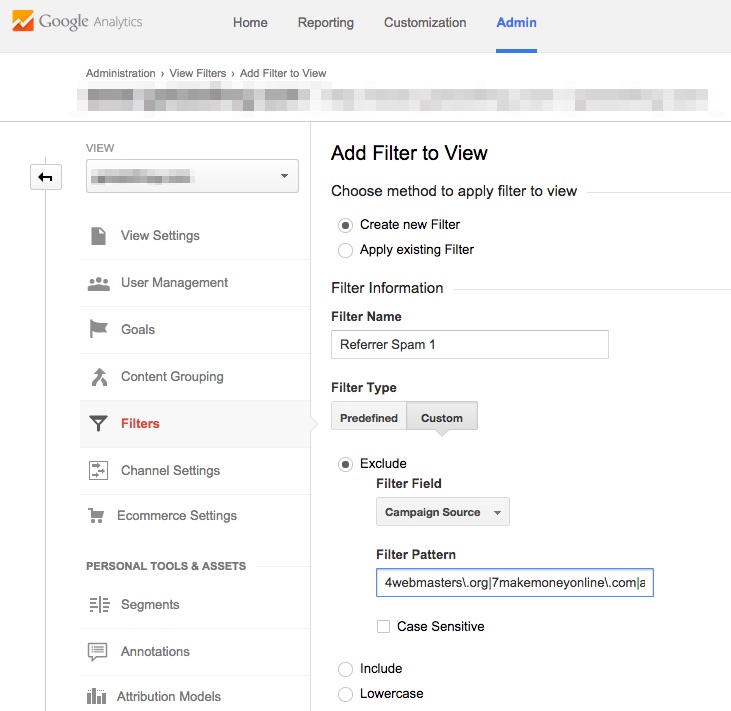 Google Analytics
Home Reporting Customization Admin
Administration › View Filters › Add Filter to View
VIEW
View Settings
User Management
Goals
Content Grouping
Filters
Channel Settings
Ecommerce Settings
PERSONAL TOOLS & ASSETS
Segments
Annotations
Attribution Models
Add Filter to View
Choose method to apply filter to view
Create new Filter
Apply existing Filter
Filter Information
Filter Name
Referrer Spam 1
Filter Type
Predefined Custom
Exclude
Filter Field
Campaign Source
Filter Pattern
4webmasters\.org|7makemoneyonline\.com|a
Case Sensitive
Include
Lowercase